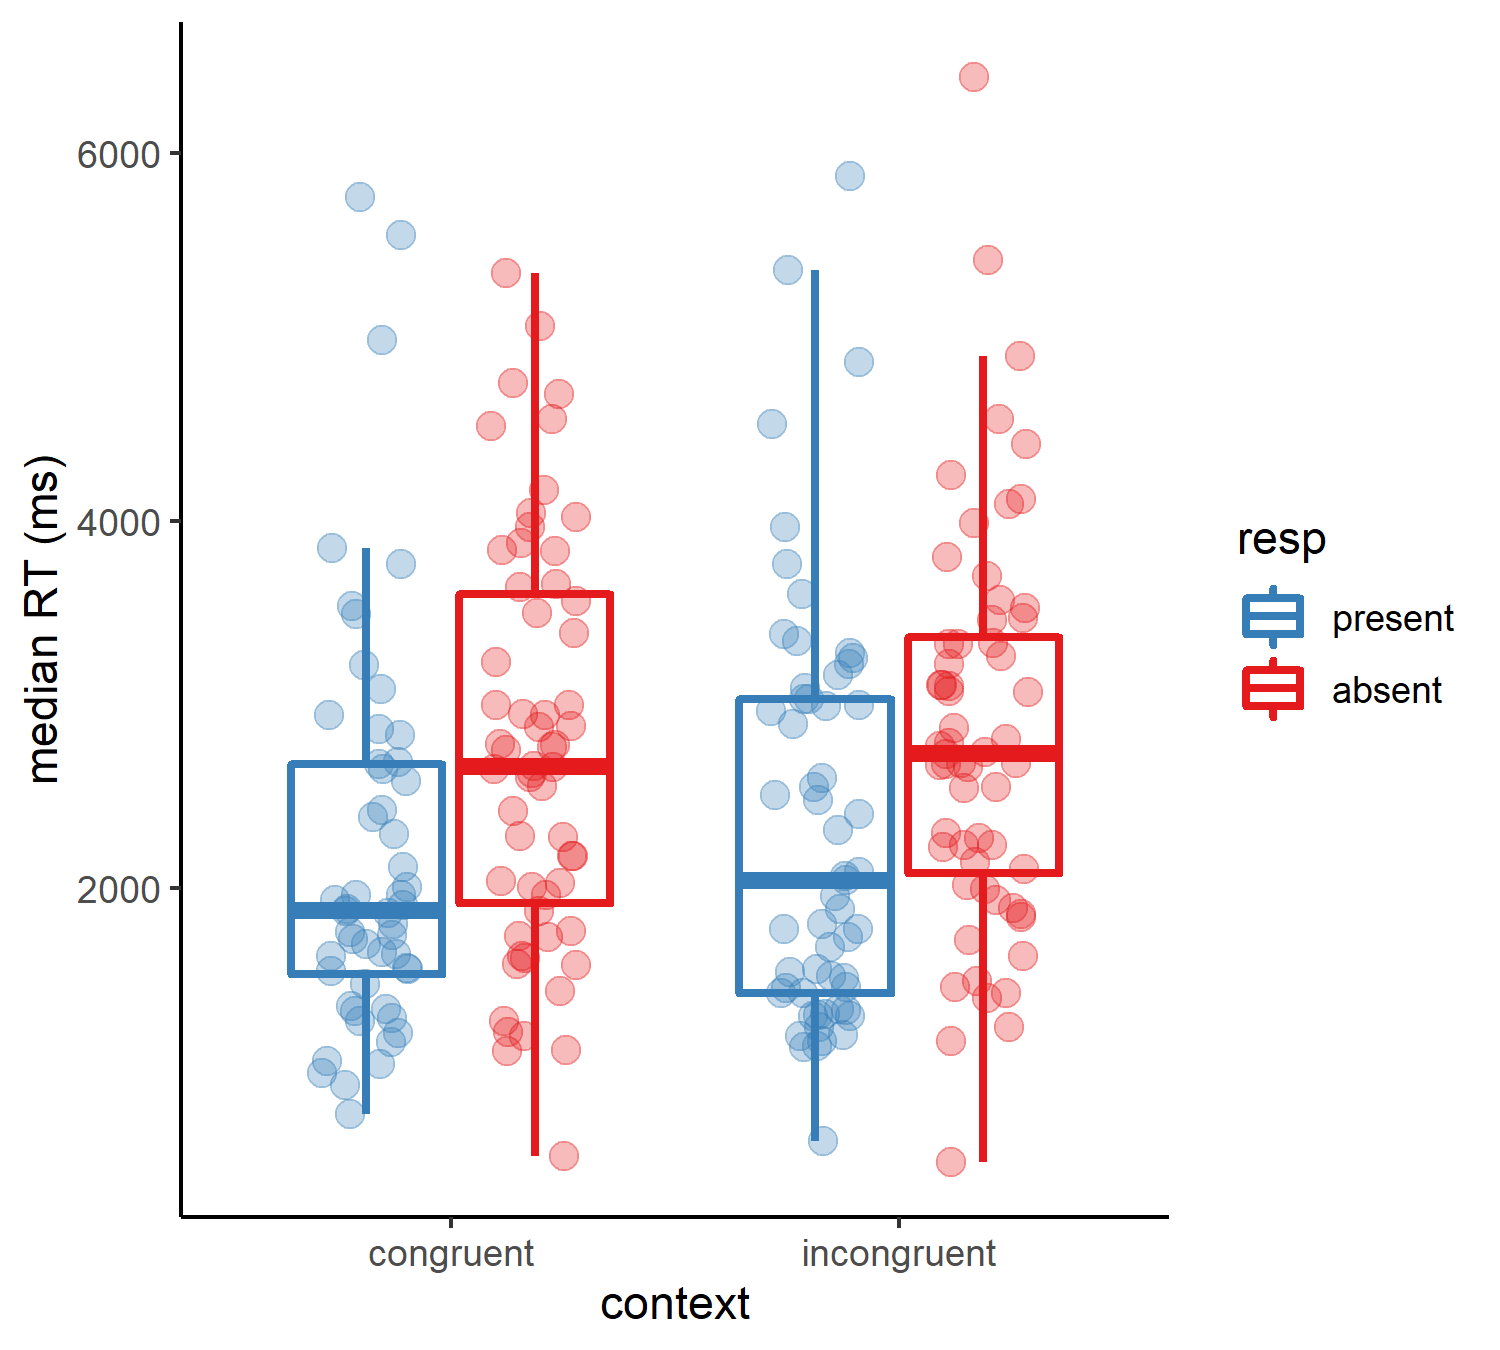 6000
4000
2000
median RT (ms)
congruent
incongruent
context
resp
present
absent